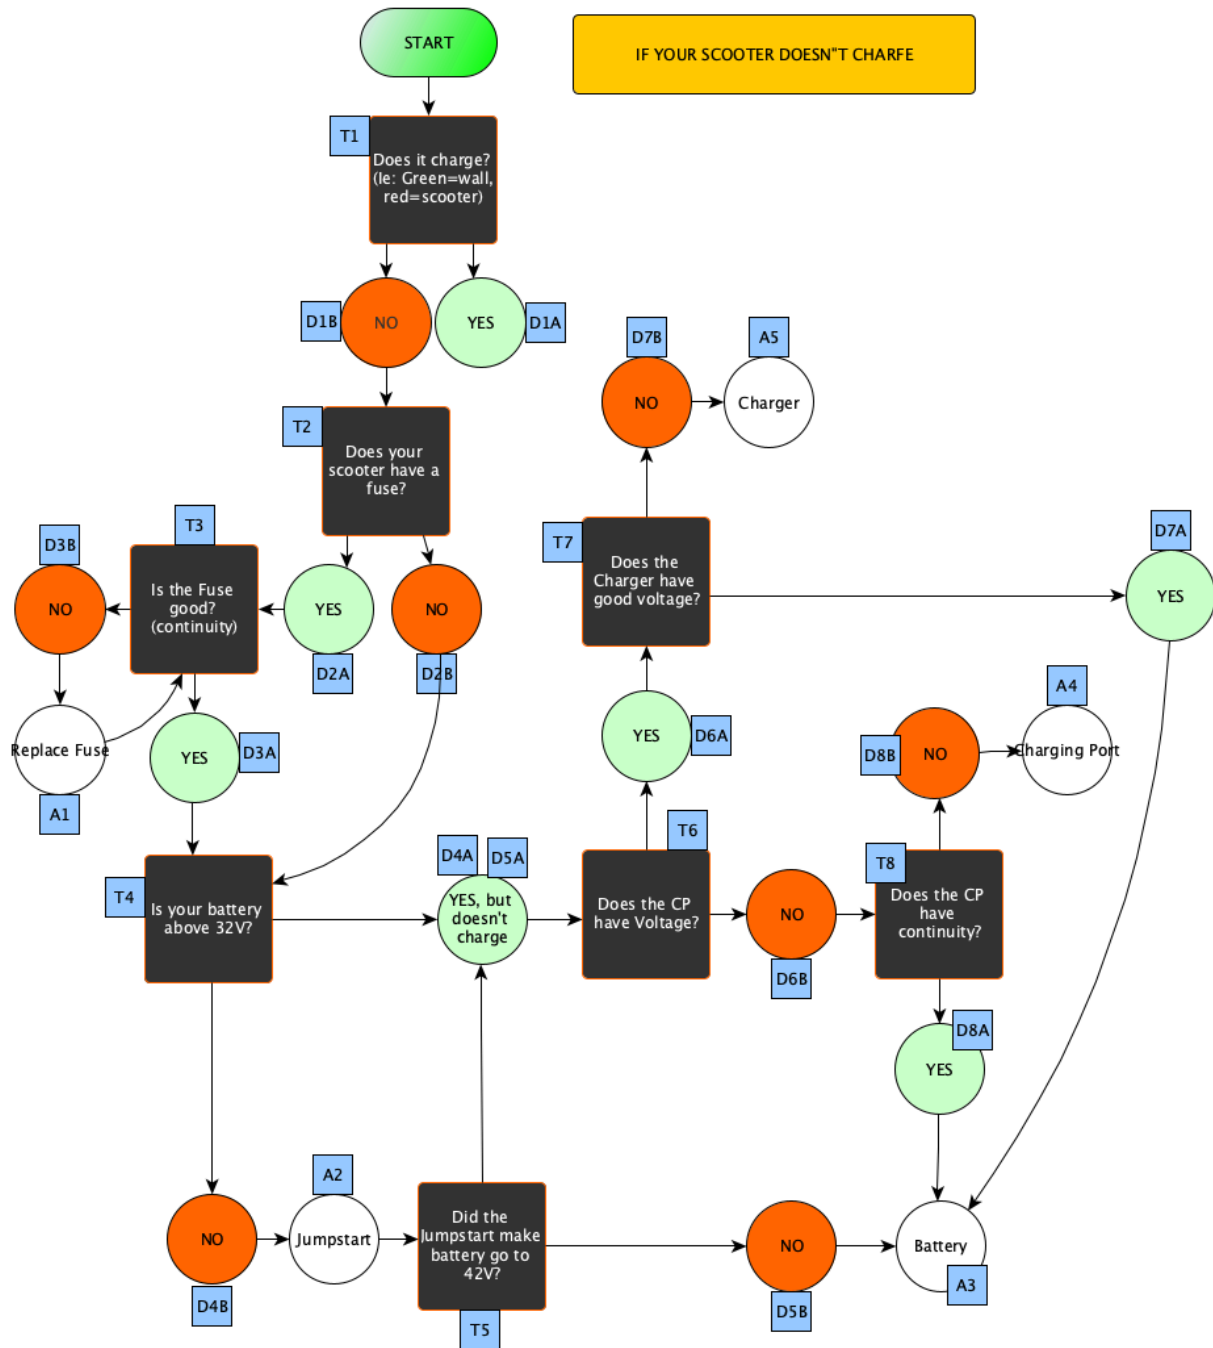 START
IF YOUR SCOOTER DOESN"T CHARFE
T1
Does it charge?
(Ie: Green=wall,
red=scooter)
D1B
NO
YES
D1A
D7B
A5
NO
Charger
T2
Does your
scooter have a
fuse?
T3
D3B
T7
D7A
Is the Fuse
good?
(continuity)
NO
YES
NO
Does the
Charger have
good voltage?
YES
D2A
D2B
A4
Replace Fuse
YES
D3A
YES
D6A
D8B
NO
Charging Port
A1
T6
D4A
D5A
T8
T4
Is your battery
above 32V?
YES, but
doesn't
charge
Does the CP
have Voltage?
NO
Does the CP
have
continuity?
D6B
D8A
YES
A2
NO
Jumpstart
Did the
Jumpstart make
battery go to
42V?
NO
Battery
A3
D4B
D5B
T5